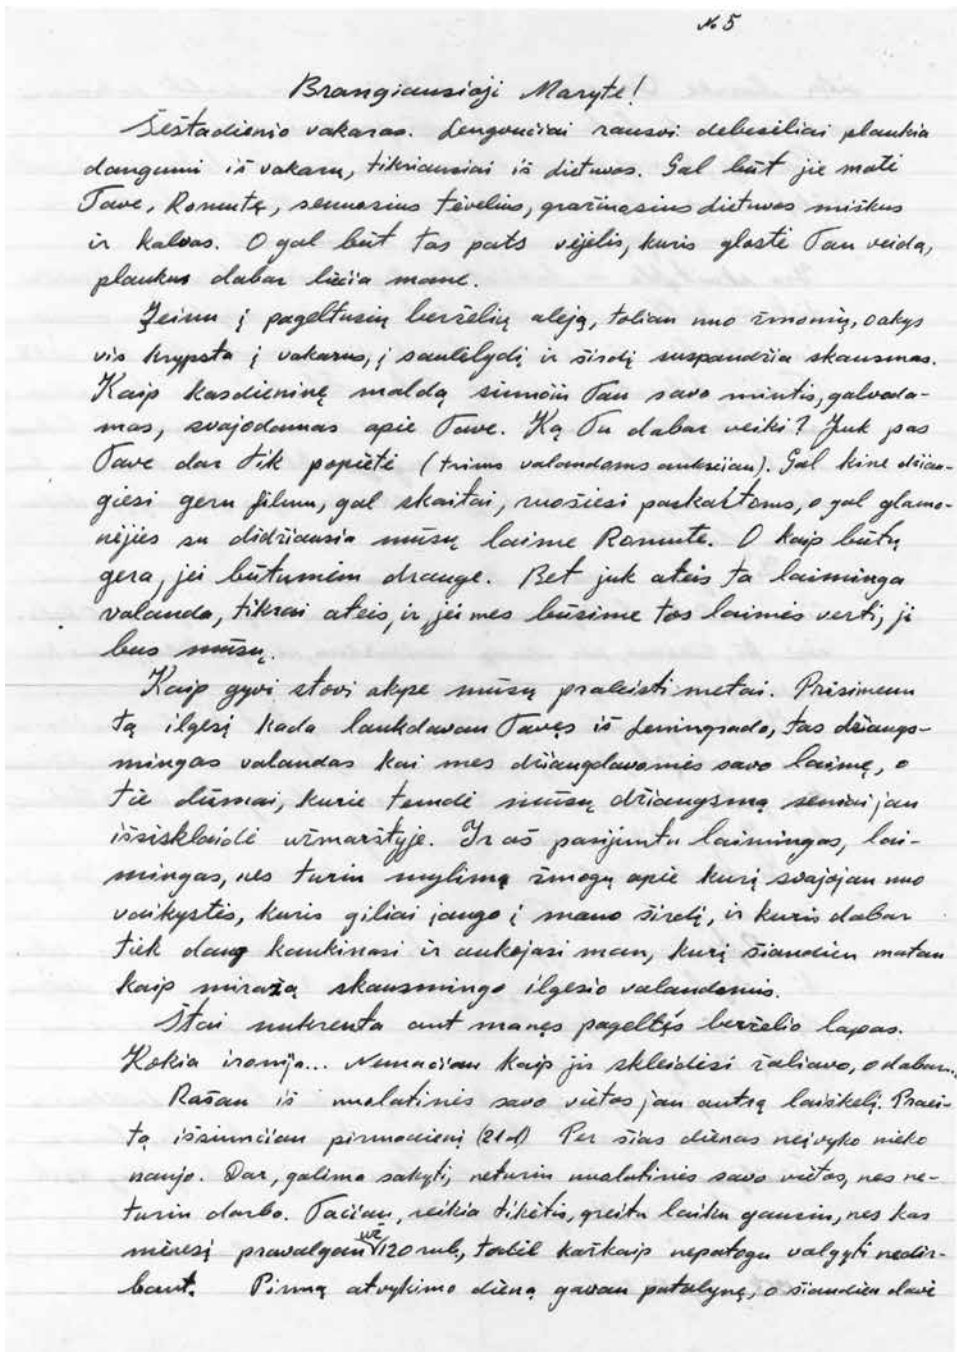 № 5
Brangiausioji Maryte!
Šeštadienio vakaras. Lengvučiai rausvi debesėliai plaukia
dangumi iš vakarų, tikriausiai iš Lietuvos. Gal būt jie matė
Tave, Ramutę, senuosius tėvelius, gražiuosius Lietuvos miškus
ir kalvas. O gal būt tas pats vėjelis, kuris glostė Tau veidą,
plaukus dabar liečia mane.
Zeinu į pageltusių berželių alėją, toliau nuo žmonių, o akys
vis krypsta į vakarus, į saulėlydį ir širdį suspaudžia skausmas.
Kaip kasdieninę maldą siunčiu Tau savo mintis, galvoda-
mas, svajodamas apie Tave. Ką Tu dabar veiki? Juk pas
Tave dar tik popietė (trims valandoms anksčiau). Gal kine džiau-
giesi geru filmu, gal skaitai, ruošiesi paskaitoms, o gal glamo-
nėjies su didžiausia mūsų laime Ramute. O kaip būtų
gera, jei būtumėm drauge. Bet juk ateis ta laiminga
valanda, tikrai ateis, ir, jei mes būsime tos laimės verti, ji
bus mūsų.
Kaip gyvi stovi akyse mūsų praleisti metai. Prisimenu
tą ilgesį kada laukdavau Tavęs iš Leningrado, tas džiaugs-
mingas valandas kai mes džiaugdavomės savo laime, o
tie dūmai, kurie temdė mūsų džiaugsmą seniai jau
išsisklaidė užmarštyje. Ir aš pasijuntu laimingas, lai-
mingas, nes turiu mylimą žmogų apie kurį svajojau nuo
vaikystės, kuris giliai įaugo į mano širdį, ir kuris dabar
tiek daug kankinasi ir aukojasi man, kurį šiandien matau
kaip miražą skausmingo ilgesio valandomis.
Štai nukrenta ant manęs pageltęs berželio lapas.
Kokia ironija... Nemačiau kaip jis skleidėsi žaliavo, o dabar...
Rašau iš nuolatinės savo vietos jau antrą laiškelį. Praei-
tą išsiunčiau pirmadienį (21 d) Per šias dienas neįvyko nieko
naujo. Dar, galima sakyti, neturiu nuolatinės savo vietos, nes ne-
turiu darbo. Tačiau, reikia tikėtis, greitu laiku gausiu, nes kas
mėnesį pravalgau už 120 rub, todėl kažkaip nepatogu valgyti nedir-
bant. Pirmą atvykimo dieną gavau patalynę, o šiandien davė